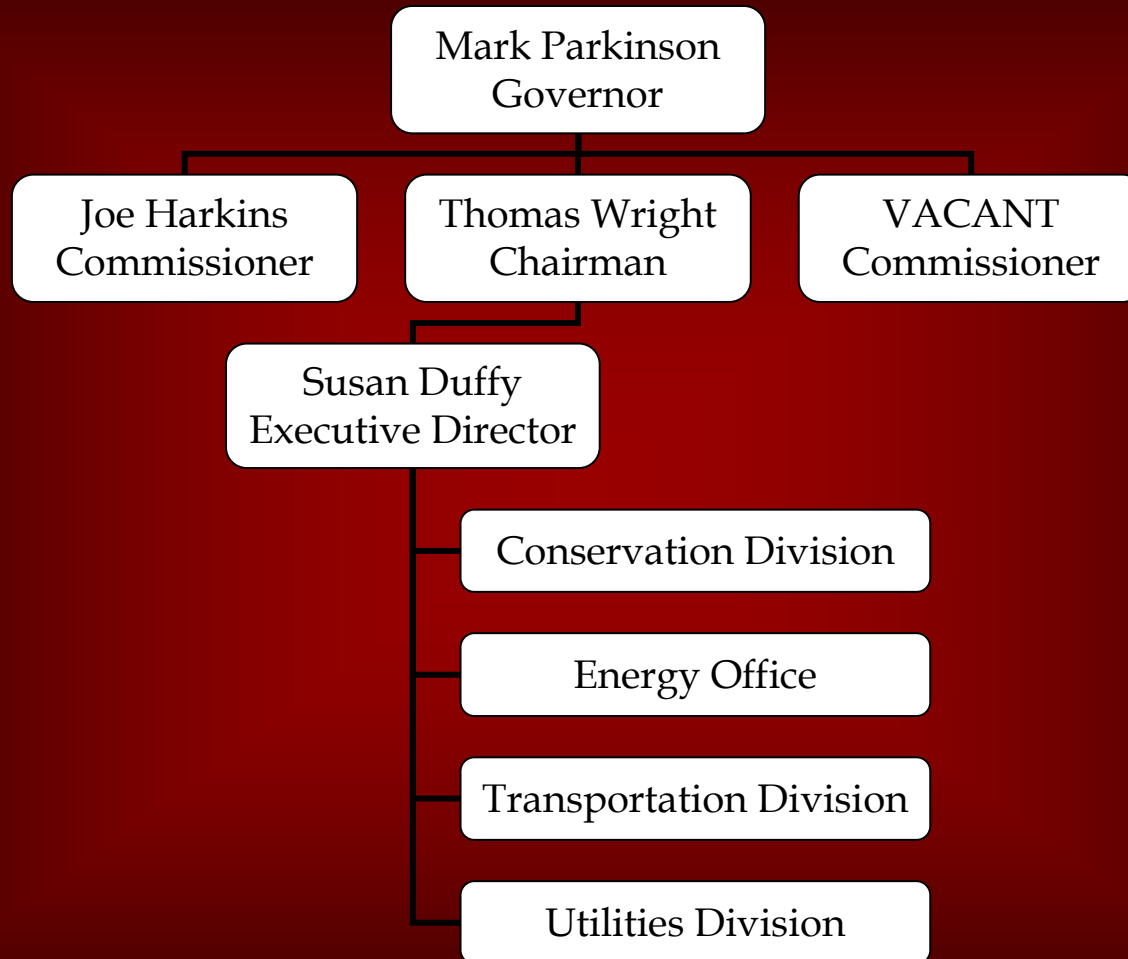 Mark Parkinson
Governor
Joe Harkins
Commissioner
Thomas Wright
Chairman
VACANT
Commissioner
Susan Duffy
Executive Director
Conservation Division
Energy Office
Transportation Division
Utilities Division